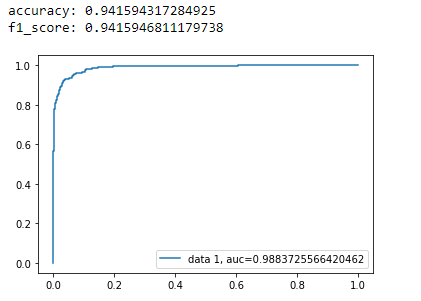 accuracy: 0.941594317284925
f1_score: 0.9415946811179738
1.0
0.8
0.6
0.4
0.2
0.0
data 1, auc=0.9883725566420462
0.0 0.2 0.4 0.6 0.8 1.0